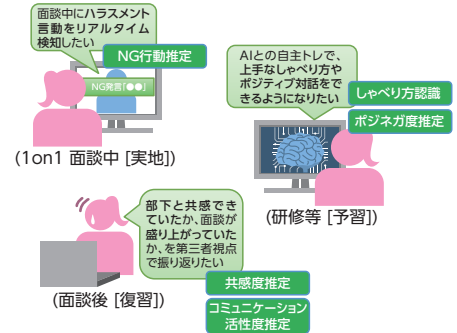 面談中にハラスメント
言動をリアルタイム
検知したい
NG行動推定
NG発言「●●」
(1on1 面談中 [実地])
AIとの自主トレで、
上手なしゃべり方や
ポジティブ対話をで
きるようになりたい
しゃべり方認識
ポジネガ度推定
(研修等 [予習])
部下と共感でき
ていたか、面談が
盛り上がっていた
か、を第三者視点
で振り返りたい
共感度推定
コミュニケーション
活性度推定
(面談後 [復習])